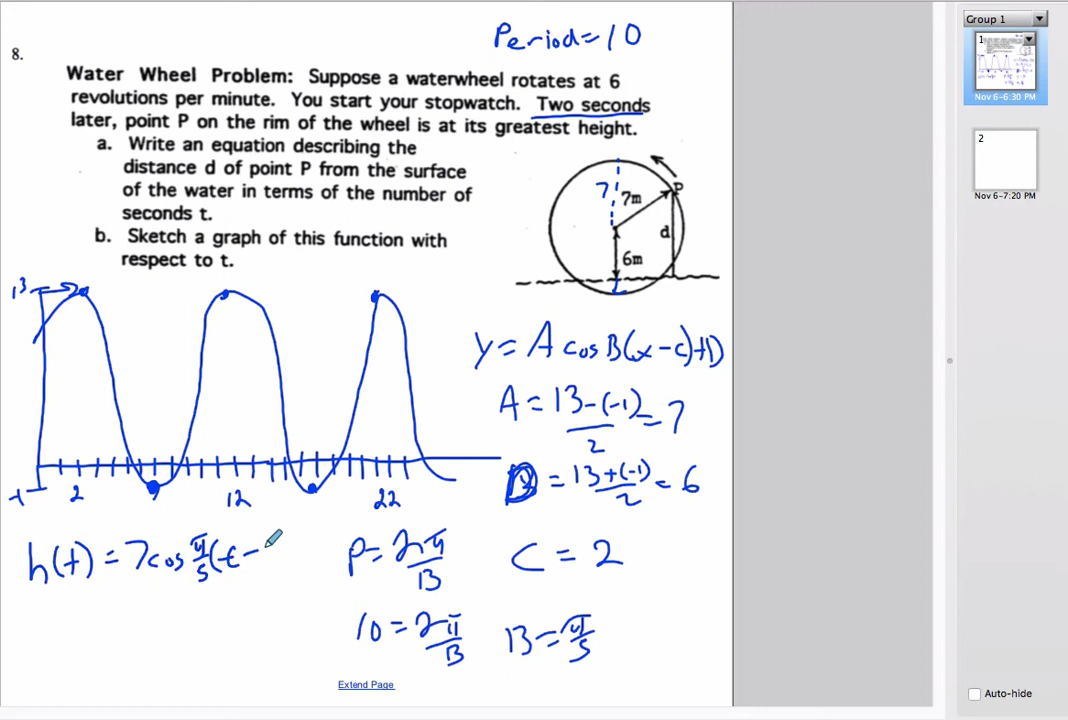 Period=10
8.
Water Wheel Problem: Suppose a waterwheel rotates at 6
revolutions per minute. You start your stopwatch. Two seconds
later, point P on the rim of the wheel is at its greatest height.
a. Write an equation describing the
distance d of point P from the surface
of the water in terms of the number of
seconds t.
b. Sketch a graph of this function with
respect to t.
P
7
7m
d
6m
13
-1
2
7
12
22
y = A cos B(x-c)+D
A = 13-(-1)/2 = 7
D = 13+(-1)/2 = 6
h(t) = 7cos π/5(t-
P = 2π/B
C = 2
10 = 2π/B
B = π/5
Extend Page
Group 1
1
Nov 6-6:30 PM
2
Nov 6-7:20 PM
Auto-hide